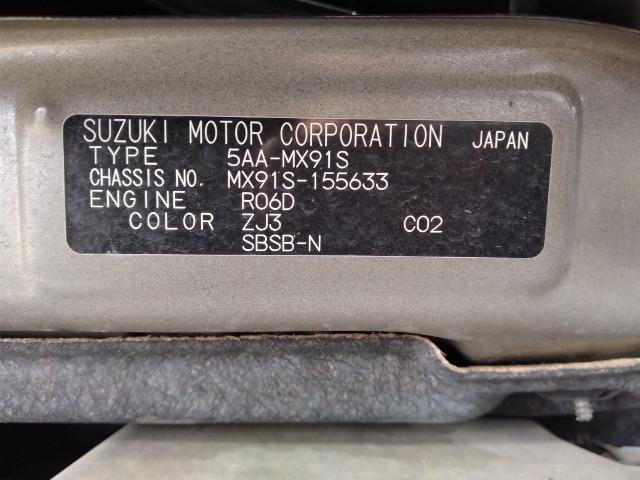 SUZUKI MOTOR CORPORATION JAPAN
TYPE 5AA-MX91S
CHASSIS NO. MX91S-155633
ENGINE R06D
COLOR ZJ3 C02
SBSB-N